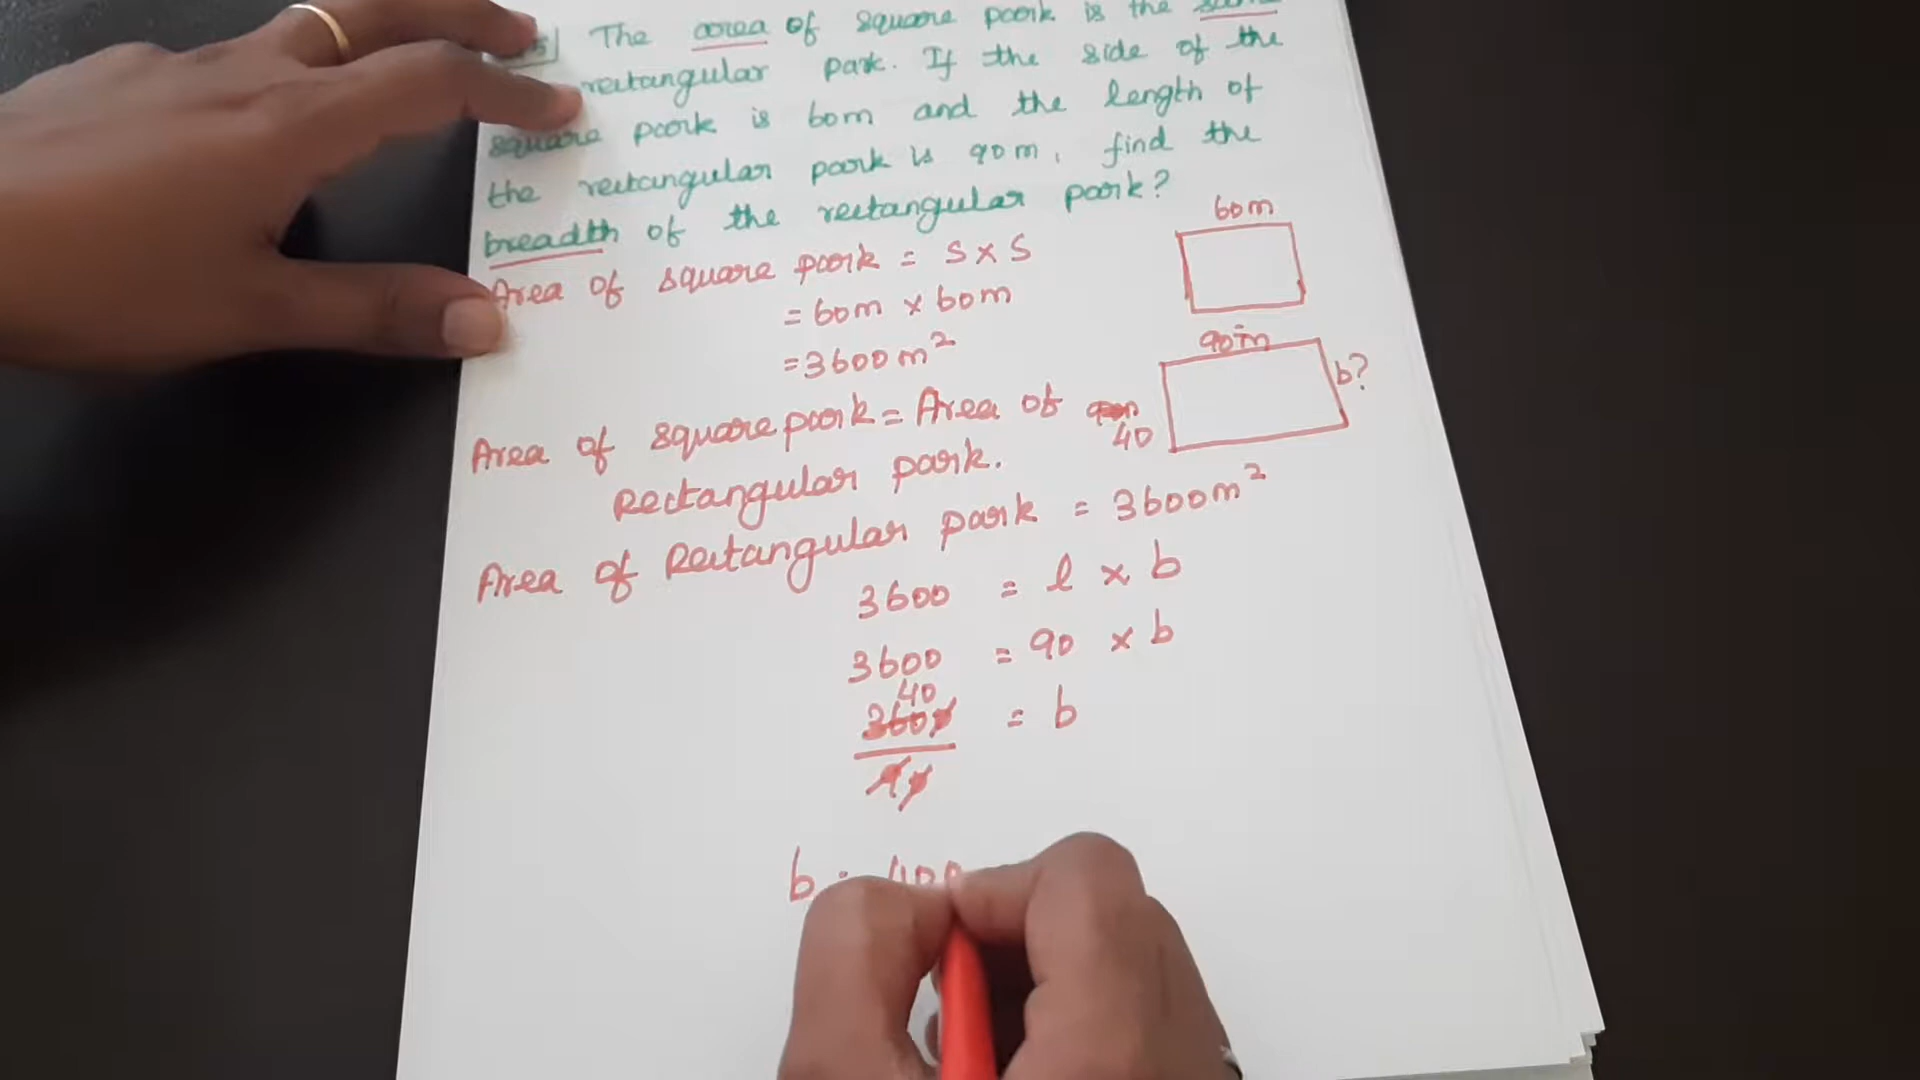 The area of square park is the same
rectangular park. If the side of the
square park is 60m and the length of
the rectangular park is 90m, find the
breadth of the rectangular park?
60m
Area of square park = S × S
= 60m × 60m
= 3600m²
90m
b?
40
Area of square park = Area of
Rectangular park.
Area of Rectangular park = 3600m²
3600 = l × b
3600 = 90 × b
40
3600 = b
90
b = 40